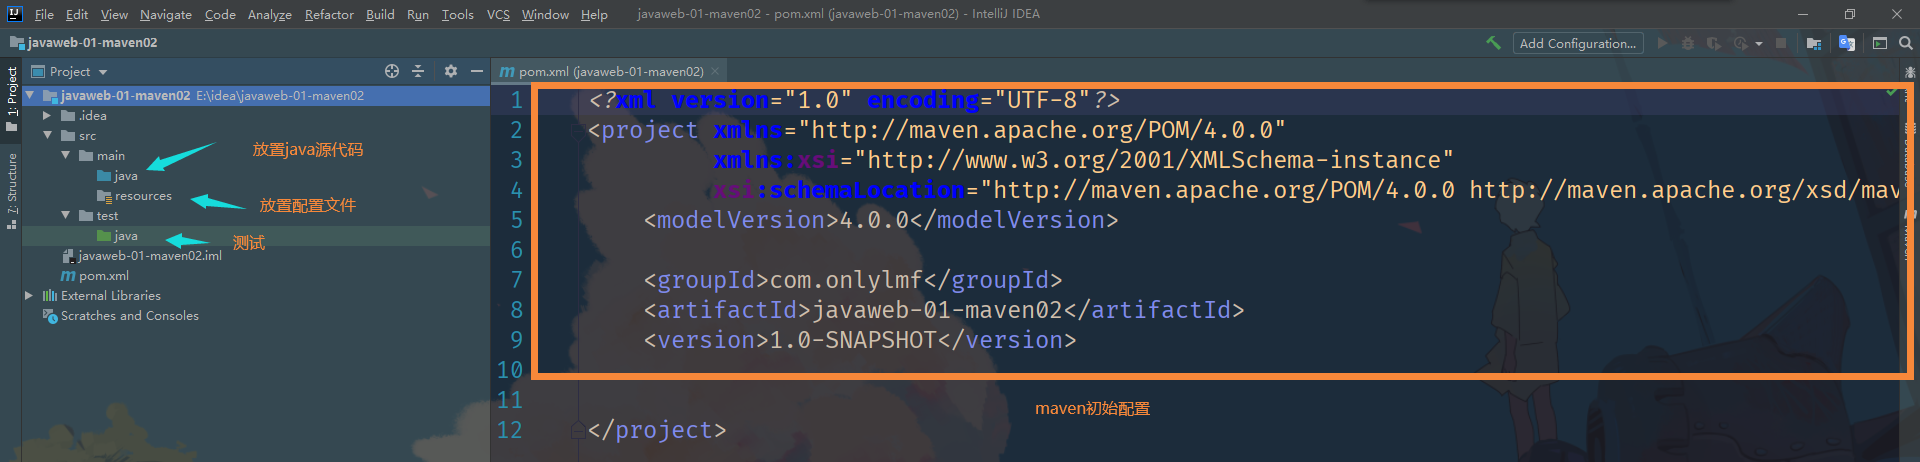 File Edit View Navigate Code Analyze Refactor Build Run Tools VCS Window Help javaweb-01-maven02 - pom.xml (javaweb-01-maven02) - IntelliJ IDEA
javaweb-01-maven02 Add Configuration...
1: Project
7: Structure
Project
javaweb-01-maven02 E:\idea\javaweb-01-maven02
.idea
src
main
java
放置java源代码
resources
放置配置文件
test
java
测试
javaweb-01-maven02.iml
pom.xml
External Libraries
Scratches and Consoles
pom.xml (javaweb-01-maven02)
1 <?xml version="1.0" encoding="UTF-8"?>
2 <project xmlns="http://maven.apache.org/POM/4.0.0"
3 xmlns:xsi="http://www.w3.org/2001/XMLSchema-instance"
4 xsi:schemaLocation="http://maven.apache.org/POM/4.0.0 http://maven.apache.org/xsd/mav
5 <modelVersion>4.0.0</modelVersion>
6
7 <groupId>com.onlylmf</groupId>
8 <artifactId>javaweb-01-maven02</artifactId>
9 <version>1.0-SNAPSHOT</version>
10
11
maven初始配置
12 </project>